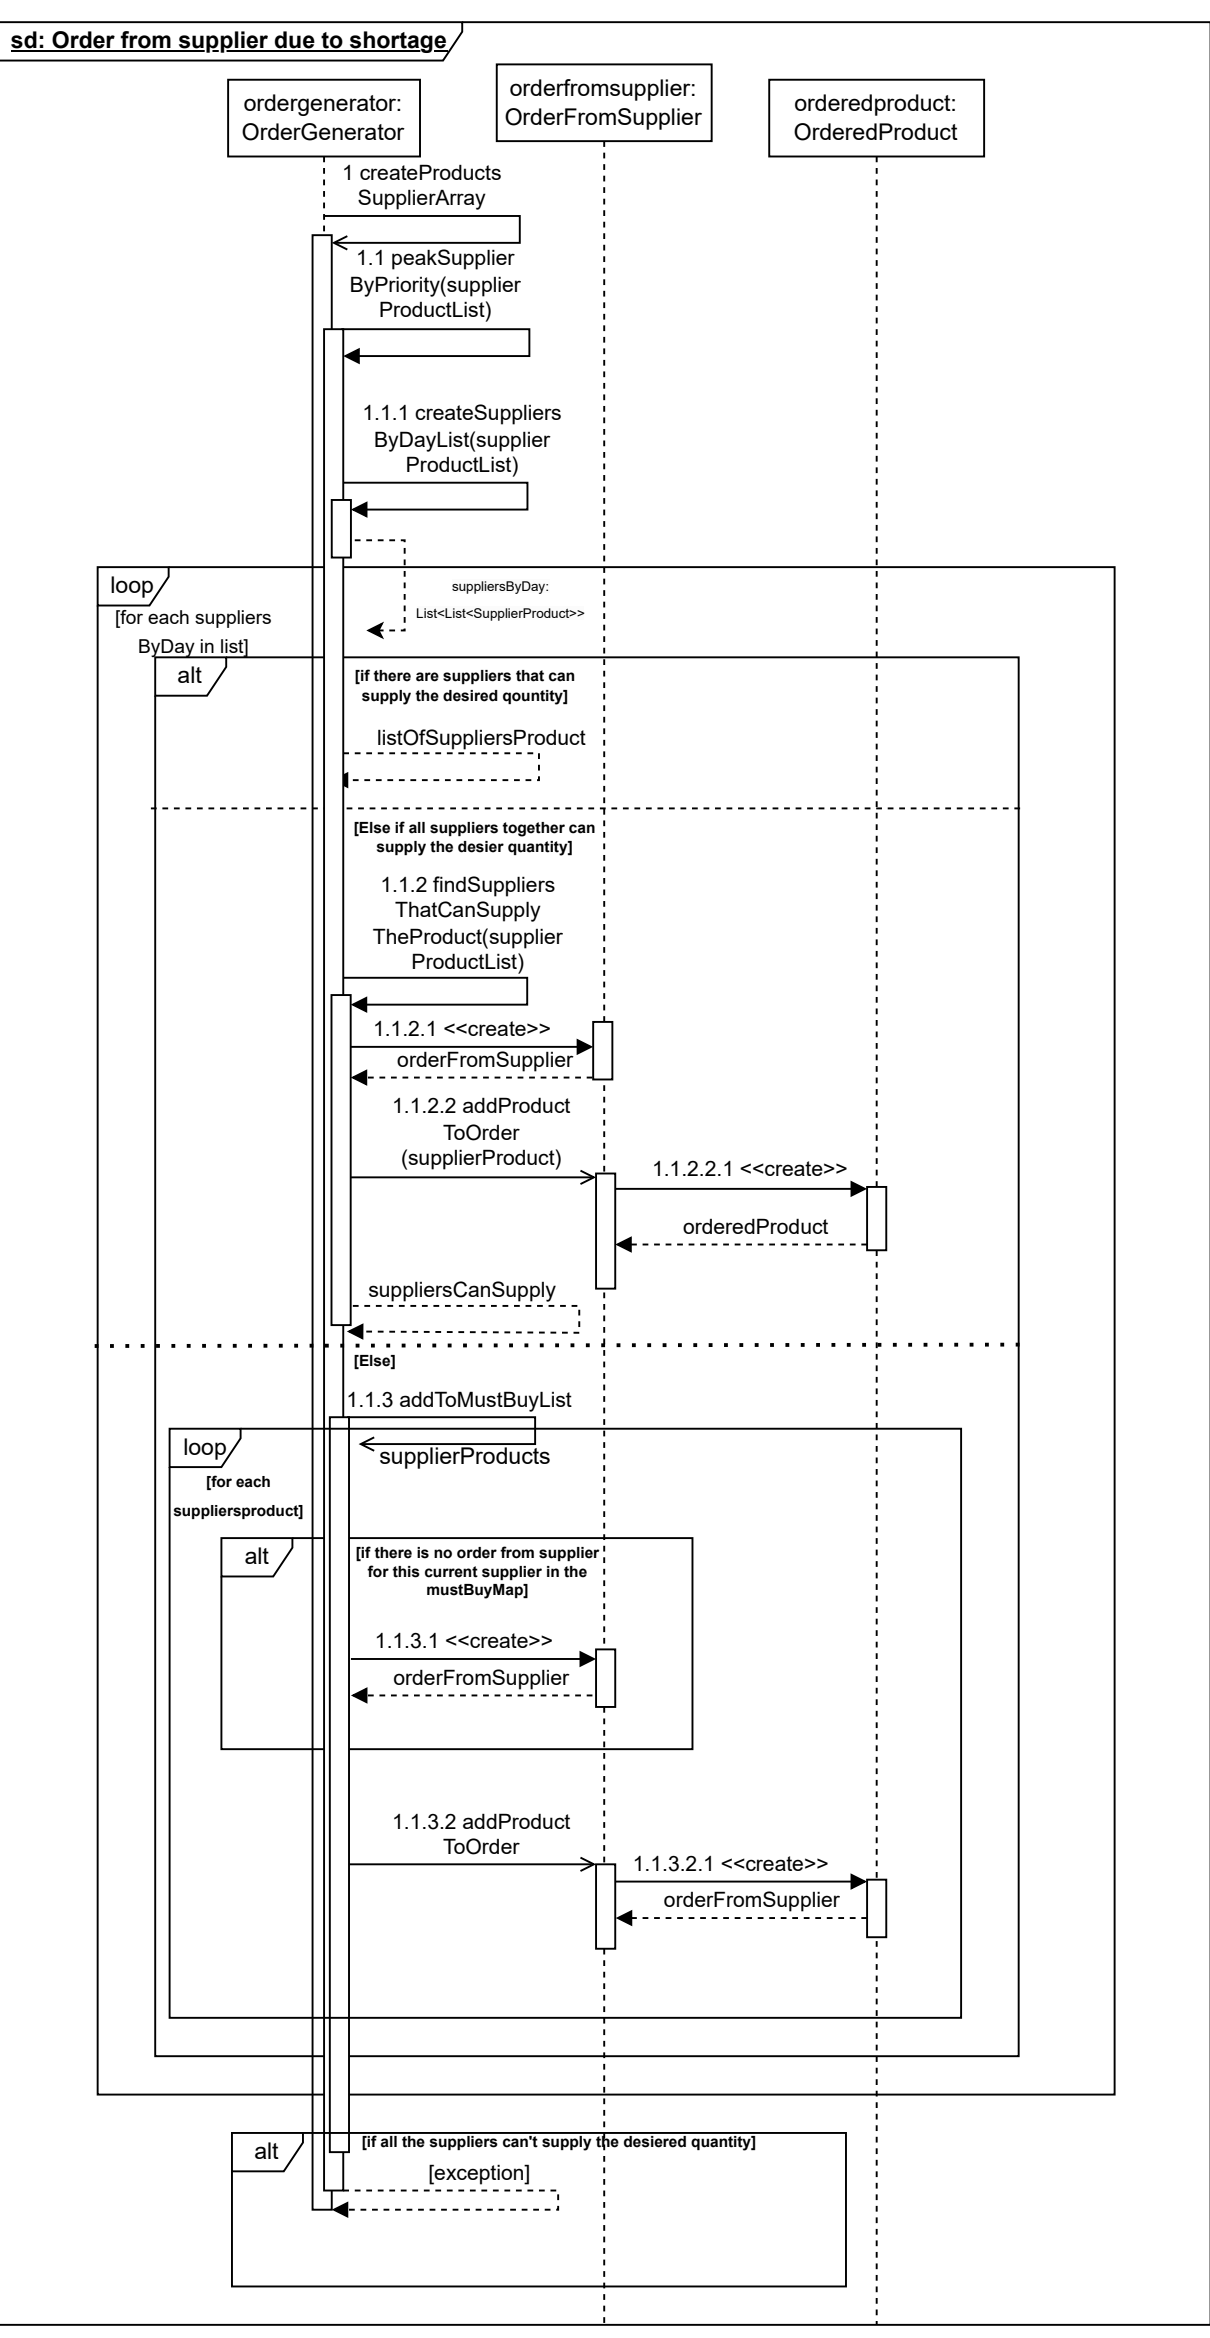 sd: Order from supplier due to shortage
ordergenerator:
OrderGenerator
orderfromsupplier:
OrderFromSupplier
orderedproduct:
OrderedProduct
1 createProducts
SupplierArray
1.1 peakSupplier
ByPriority(supplier
ProductList)
1.1.1 createSuppliers
ByDayList(supplier
ProductList)
loop
[for each suppliers
ByDay in list]
suppliersByDay:
List<List<SupplierProduct>>
alt
[if there are suppliers that can
supply the desired qountity]
listOfSuppliersProduct
[Else if all suppliers together can
supply the desier quantity]
1.1.2 findSuppliers
ThatCanSupply
TheProduct(supplier
ProductList)
1.1.2.1 <<create>>
orderFromSupplier
1.1.2.2 addProduct
ToOrder
(supplierProduct)
1.1.2.2.1 <<create>>
orderedProduct
suppliersCanSupply
[Else]
1.1.3 addToMustBuyList
loop
[for each
suppliersproduct]
supplierProducts
alt
[if there is no order from supplier
for this current supplier in the
mustBuyMap]
1.1.3.1 <<create>>
orderFromSupplier
1.1.3.2 addProduct
ToOrder
1.1.3.2.1 <<create>>
orderFromSupplier
alt
[if all the suppliers can't supply the desiered quantity]
[exception]